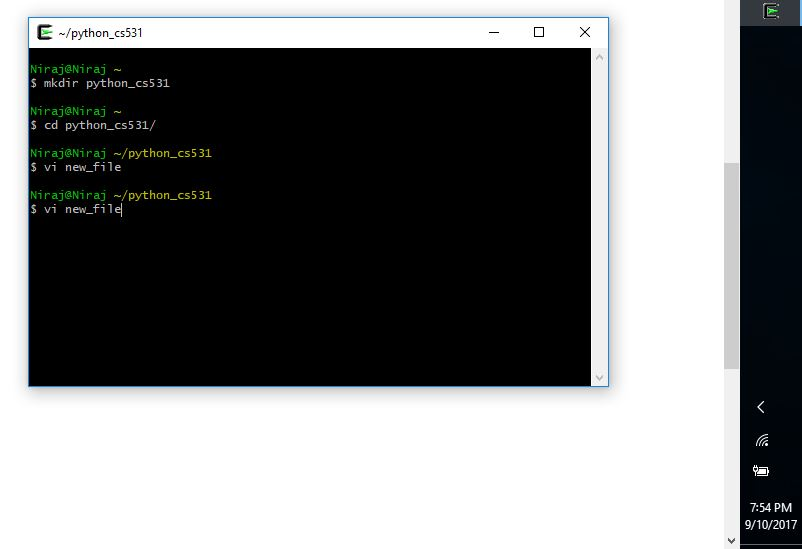 ~/python_cs531
Niraj@Niraj ~
$ mkdir python_cs531
Niraj@Niraj ~
$ cd python_cs531/
Niraj@Niraj ~/python_cs531
$ vi new_file
Niraj@Niraj ~/python_cs531
$ vi new_file
7:54 PM
9/10/2017